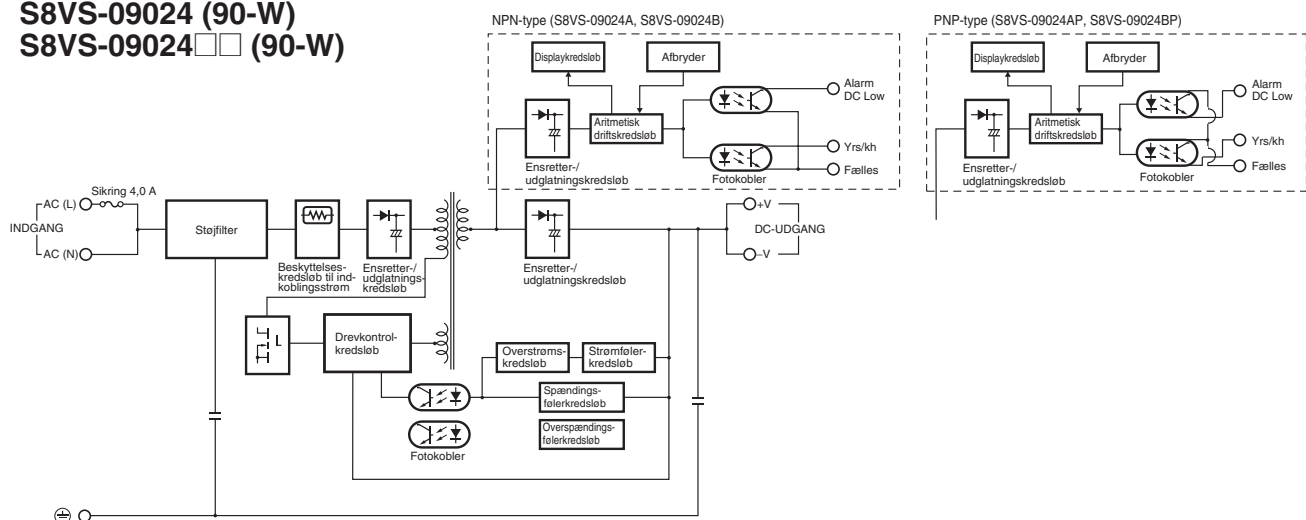 S8VS-09024 (90-W)
S8VS-09024□□ (90-W)
NPN-type (S8VS-09024A, S8VS-09024B)
Displaykredsløb
Afbryder
Aritmetisk
driftskredsløb
Ensretter-/
udglatningskredsløb
Fotokobler
Alarm
DC Low
Yrs/kh
Fælles
PNP-type (S8VS-09024AP, S8VS-09024BP)
Displaykredsløb
Afbryder
Aritmetisk
driftskredsløb
Ensretter-/
udglatningskredsløb
Fotokobler
Alarm
DC Low
Yrs/kh
Fælles
Sikring 4,0 A
AC (L)
INDGANG
AC (N)
Støjfilter
Beskyttelses-
kredsløb til ind-
koblingsstrøm
Ensretter-/
udglatnings-
kredsløb
Ensretter-/
udglatningskredsløb
+V
DC-UDGANG
–V
Drevkontrol-
kredsløb
Overstrøms-
kredsløb
Strømføler-
kredsløb
Spændings-
følerkredsløb
Overspændings-
følerkredsløb
Fotokobler